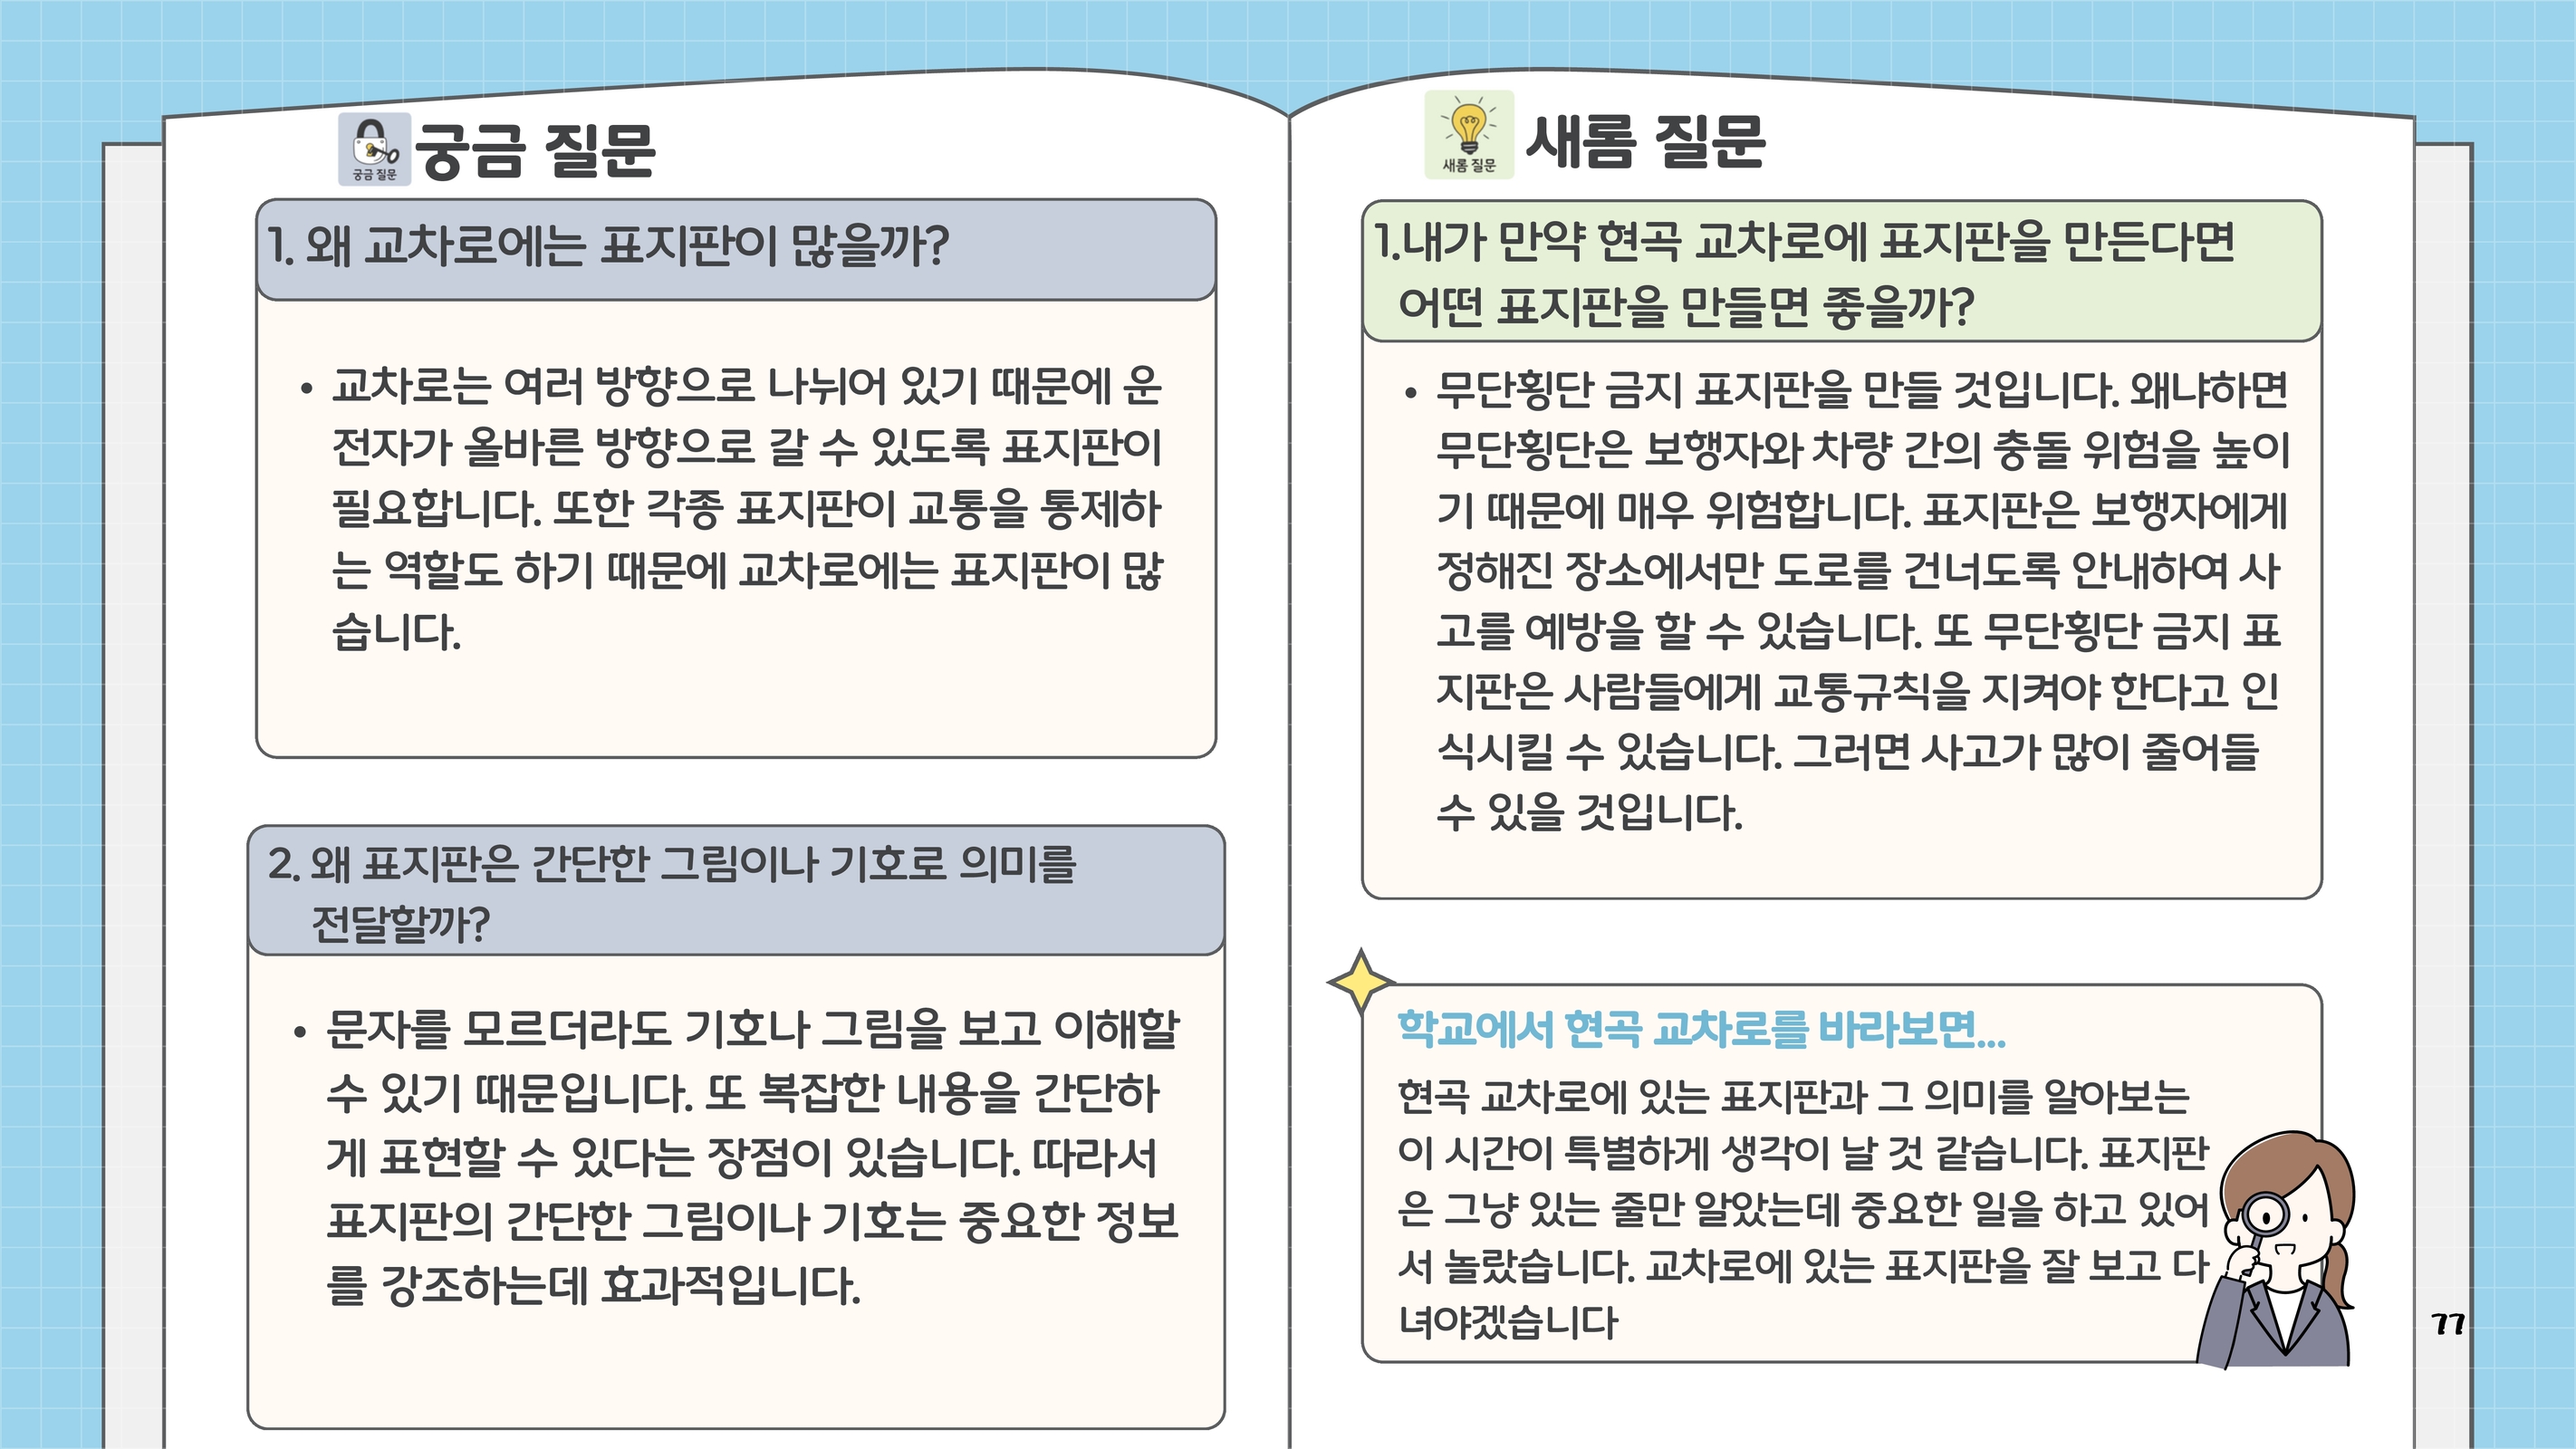 궁금 질문
궁금 질문
1. 왜 교차로에는 표지판이 많을까?
• 교차로는 여러 방향으로 나뉘어 있기 때문에 운
전자가 올바른 방향으로 갈 수 있도록 표지판이
필요합니다. 또한 각종 표지판이 교통을 통제하
는 역할도 하기 때문에 교차로에는 표지판이 많
습니다.
2. 왜 표지판은 간단한 그림이나 기호로 의미를
전달할까?
• 문자를 모르더라도 기호나 그림을 보고 이해할
수 있기 때문입니다. 또 복잡한 내용을 간단하
게 표현할 수 있다는 장점이 있습니다. 따라서
표지판의 간단한 그림이나 기호는 중요한 정보
를 강조하는데 효과적입니다.
새롬 질문
새롬 질문
1.내가 만약 현곡 교차로에 표지판을 만든다면
어떤 표지판을 만들면 좋을까?
• 무단횡단 금지 표지판을 만들 것입니다. 왜냐하면
무단횡단은 보행자와 차량 간의 충돌 위험을 높이
기 때문에 매우 위험합니다. 표지판은 보행자에게
정해진 장소에서만 도로를 건너도록 안내하여 사
고를 예방을 할 수 있습니다. 또 무단횡단 금지 표
지판은 사람들에게 교통규칙을 지켜야 한다고 인
식시킬 수 있습니다. 그러면 사고가 많이 줄어들
수 있을 것입니다.
학교에서 현곡 교차로를 바라보면...
현곡 교차로에 있는 표지판과 그 의미를 알아보는
이 시간이 특별하게 생각이 날 것 같습니다. 표지판
은 그냥 있는 줄만 알았는데 중요한 일을 하고 있어
서 놀랐습니다. 교차로에 있는 표지판을 잘 보고 다
녀야겠습니다
77